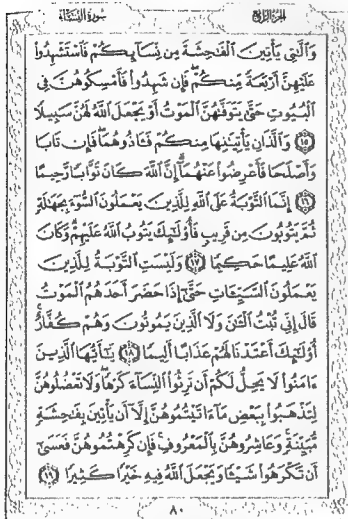 الجزء الرابع
سورة النساء
وَٱلَّٰتِى يَأۡتِينَ ٱلۡفَٰحِشَةَ مِن نِّسَآئِكُمۡ فَٱسۡتَشۡهِدُواْ
عَلَيۡهِنَّ أَرۡبَعَةٗ مِّنكُمۡۖ فَإِن شَهِدُواْ فَأَمۡسِكُوهُنَّ فِى
ٱلۡبُيُوتِ حَتَّىٰ يَتَوَفَّىٰهُنَّ ٱلۡمَوۡتُ أَوۡ يَجۡعَلَ ٱللَّهُ لَهُنَّ سَبِيلٗا
١٥ وَٱلَّذَانِ يَأۡتِيَٰنِهَا مِنكُمۡ فَـَٔاذُوهُمَاۖ فَإِن تَابَا
وَأَصۡلَحَا فَأَعۡرِضُواْ عَنۡهُمَآۗ إِنَّ ٱللَّهَ كَانَ تَوَّابٗا رَّحِيمًا
١٦ إِنَّمَا ٱلتَّوۡبَةُ عَلَى ٱللَّهِ لِلَّذِينَ يَعۡمَلُونَ ٱلسُّوٓءَ بِجَهَٰلَةٖ
ثُمَّ يَتُوبُونَ مِن قَرِيبٖ فَأُوْلَٰٓئِكَ يَتُوبُ ٱللَّهُ عَلَيۡهِمۡۗ وَكَانَ
ٱللَّهُ عَلِيمًا حَكِيمٗا ١٧ وَلَيۡسَتِ ٱلتَّوۡبَةُ لِلَّذِينَ
يَعۡمَلُونَ ٱلسَّيِّـَٔاتِ حَتَّىٰٓ إِذَا حَضَرَ أَحَدَهُمُ ٱلۡمَوۡتُ
قَالَ إِنِّى تُبۡتُ ٱلۡـَٰٔنَ وَلَا ٱلَّذِينَ يَمُوتُونَ وَهُمۡ كُفَّارٌۚ
أُوْلَٰٓئِكَ أَعۡتَدۡنَا لَهُمۡ عَذَابًا أَلِيمٗا ١٨ يَٰٓأَيُّهَا ٱلَّذِينَ
ءَامَنُواْ لَا يَحِلُّ لَكُمۡ أَن تَرِثُواْ ٱلنِّسَآءَ كَرۡهٗاۖ وَلَا تَعۡضُلُوهُنَّ
لِتَذۡهَبُواْ بِبَعۡضِ مَآ ءَاتَيۡتُمُوهُنَّ إِلَّآ أَن يَأۡتِينَ بِفَٰحِشَةٖ
مُّبَيِّنَةٖۚ وَعَاشِرُوهُنَّ بِٱلۡمَعۡرُوفِۚ فَإِن كَرِهۡتُمُوهُنَّ فَعَسَىٰٓ
أَن تَكۡرَهُواْ شَيۡـٔٗا وَيَجۡعَلَ ٱللَّهُ فِيهِ خَيۡرٗا كَثِيرٗا ١٩
٨٠